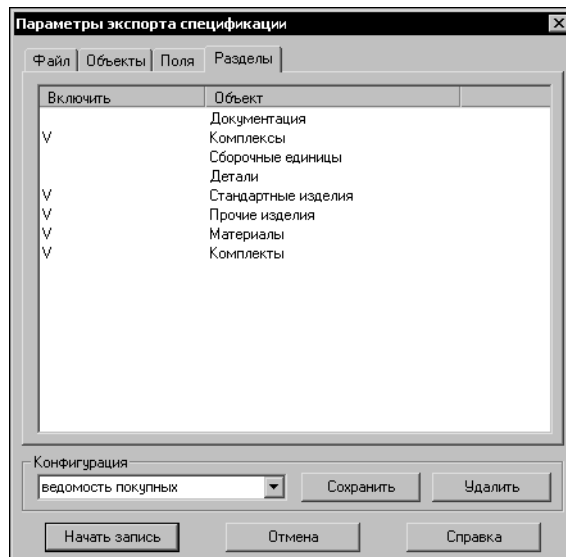 Параметры экспорта спецификации
Файл Объекты Поля Разделы
Включить Объект
Документация
V Комплексы
Сборочные единицы
Детали
V Стандартные изделия
V Прочие изделия
V Материалы
V Комплекты
Конфигурация
ведомость покупных Сохранить Удалить
Начать запись Отмена Справка